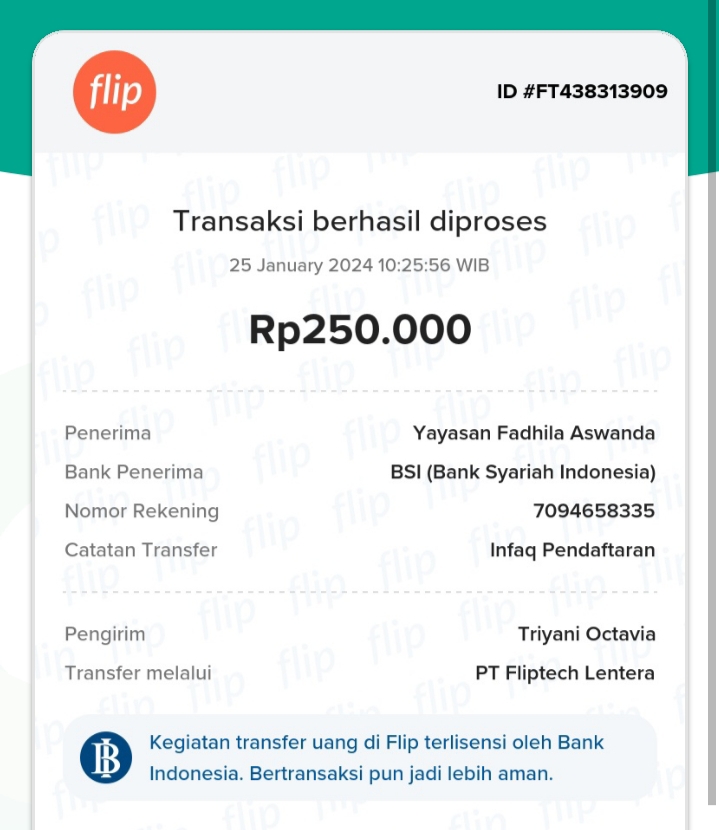 flip
ID #FT438313909
Transaksi berhasil diproses
25 January 2024 10:25:56 WIB
Rp250.000
Penerima Yayasan Fadhila Aswanda
Bank Penerima BSI (Bank Syariah Indonesia)
Nomor Rekening 7094658335
Catatan Transfer Infaq Pendaftaran
Pengirim Triyani Octavia
Transfer melalui PT Fliptech Lentera
Kegiatan transfer uang di Flip terlisensi oleh Bank
Indonesia. Bertransaksi pun jadi lebih aman.